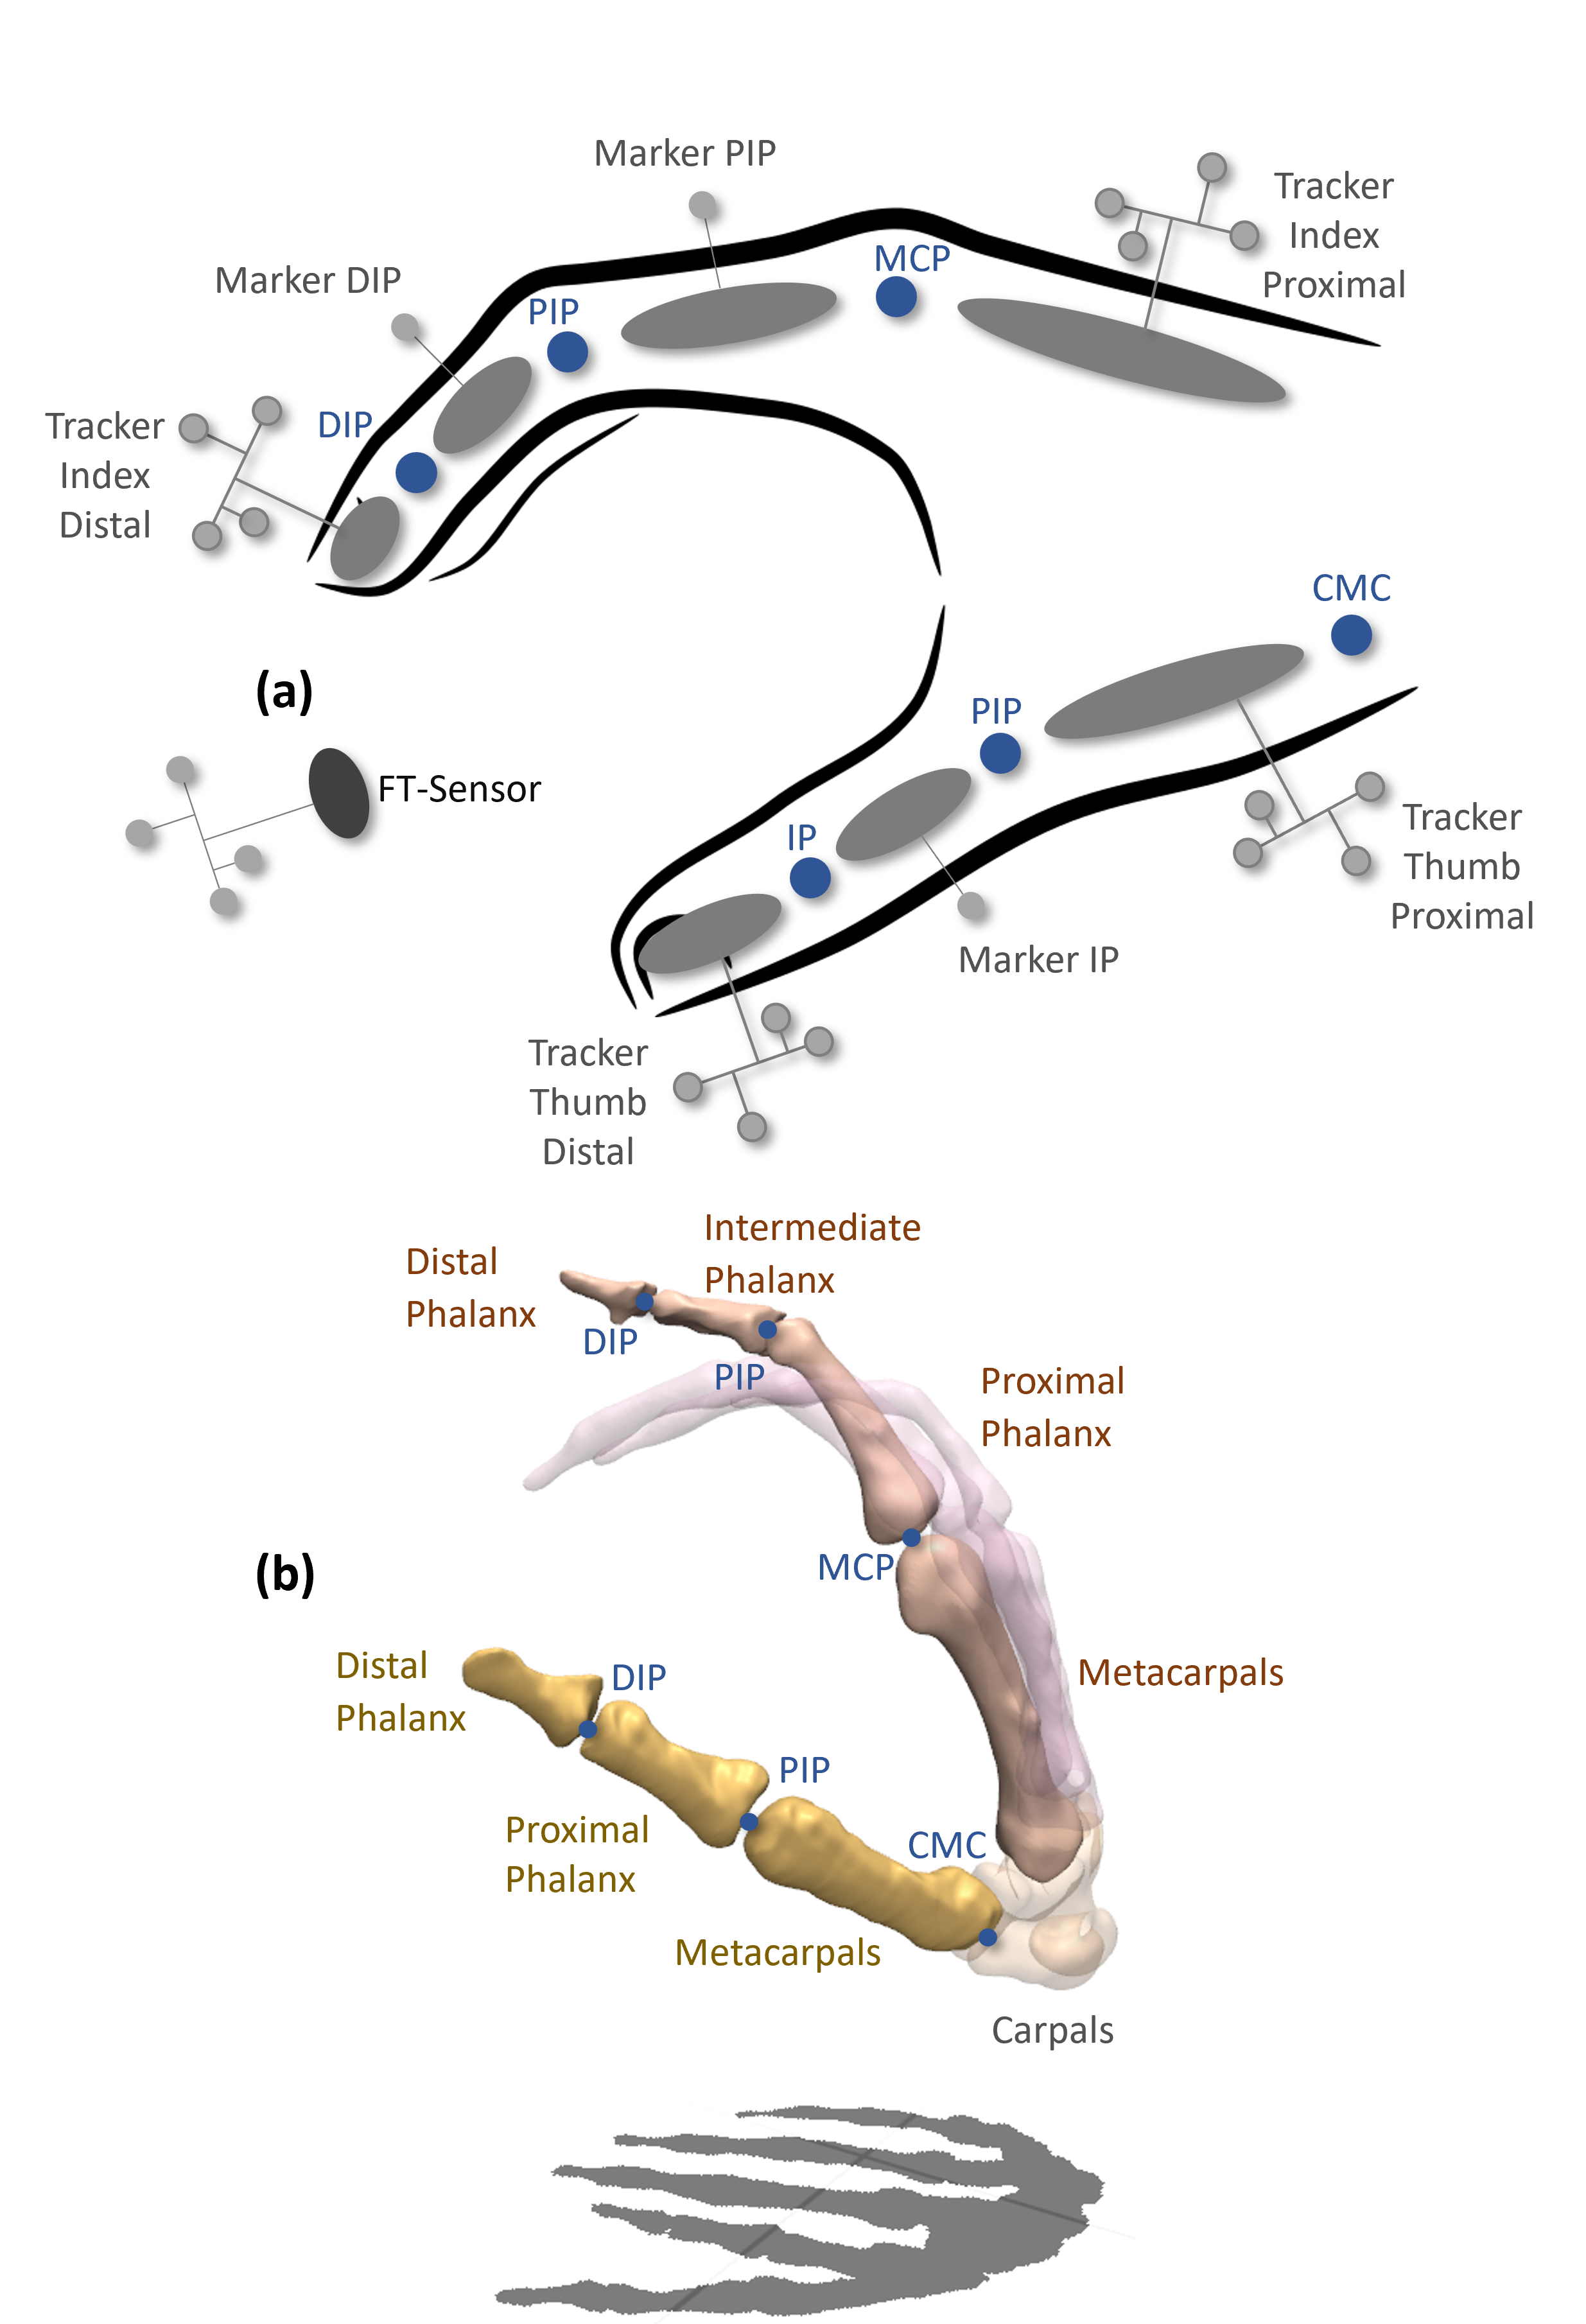 Marker PIP
Tracker
Index
Proximal
MCP
Marker DIP
PIP
Tracker
Index
Distal
DIP
CMC
(a)
PIP
FT-Sensor
IP
Tracker
Thumb
Proximal
Marker IP
Tracker
Thumb
Distal
Intermediate
Phalanx
Distal
Phalanx
DIP
PIP
Proximal
Phalanx
(b)
MCP
Distal
Phalanx
DIP
Metacarpals
PIP
Proximal
Phalanx
CMC
Metacarpals
Carpals